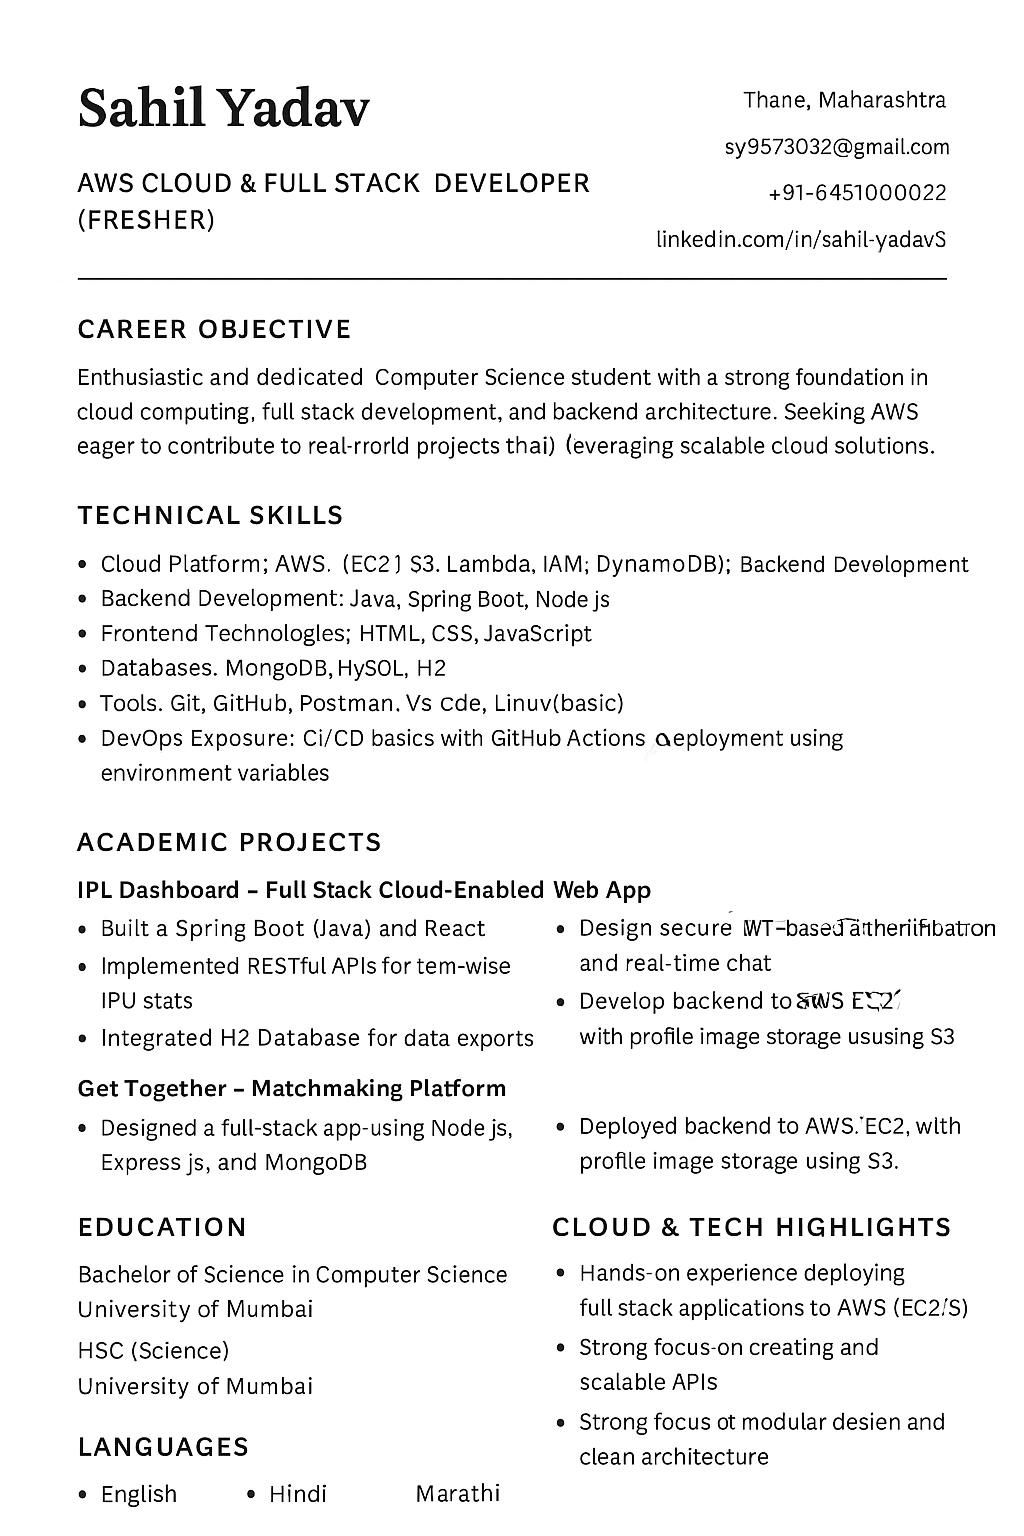 Sahil Yadav
AWS CLOUD & FULL STACK DEVELOPER
(FRESHER)
Thane, Maharashtra
sy9573032@gmail.com
+91-6451000022
linkedin.com/in/sahil-yadavS
CAREER OBJECTIVE
Enthusiastic and dedicated Computer Science student with a strong foundation in
cloud computing, full stack development, and backend architecture. Seeking AWS
eager to contribute to real-rrorld projects thai) (everaging scalable cloud solutions.
TECHNICAL SKILLS
• Cloud Platform; AWS. (EC2) S3. Lambda, IAM; DynamoDB); Backend Development
• Backend Development: Java, Spring Boot, Node js
• Frontend Technologles; HTML, CSS, JavaScript
• Databases. MongoDB, HySOL, H2
• Tools. Git, GitHub, Postman. Vs cde, Linuv(basic)
• DevOps Exposure: Ci/CD basics with GitHub Actions aeployment using
environment variables
ACADEMIC PROJECTS
IPL Dashboard – Full Stack Cloud-Enabled Web App
• Built a Spring Boot (Java) and React
• Implemented RESTful APIs for tem-wise
IPU stats
• Integrated H2 Database for data exports
• Design secure
and real-time chat
• Develop backend to
with profile image storage ususing S3
Get Together – Matchmaking Platform
• Designed a full-stack app-using Node js,
Express js, and MongoDB
• Deployed backend to AWS. EC2, wlth
profile image storage using S3.
EDUCATION
Bachelor of Science in Computer Science
University of Mumbai
HSC (Science)
University of Mumbai
LANGUAGES
• English • Hindi Marathi
CLOUD & TECH HIGHLIGHTS
• Hands-on experience deploying
full stack applications to AWS (EC2/S)
• Strong focus-on creating and
scalable APIs
• Strong focus ot modular desien and
clean architecture